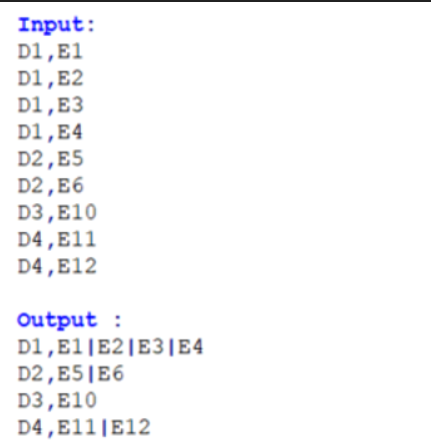 Input:
D1,E1
D1,E2
D1,E3
D1,E4
D2,E5
D2,E6
D3,E10
D4,E11
D4,E12
Output :
D1,E1|E2|E3|E4
D2,E5|E6
D3,E10
D4,E11|E12